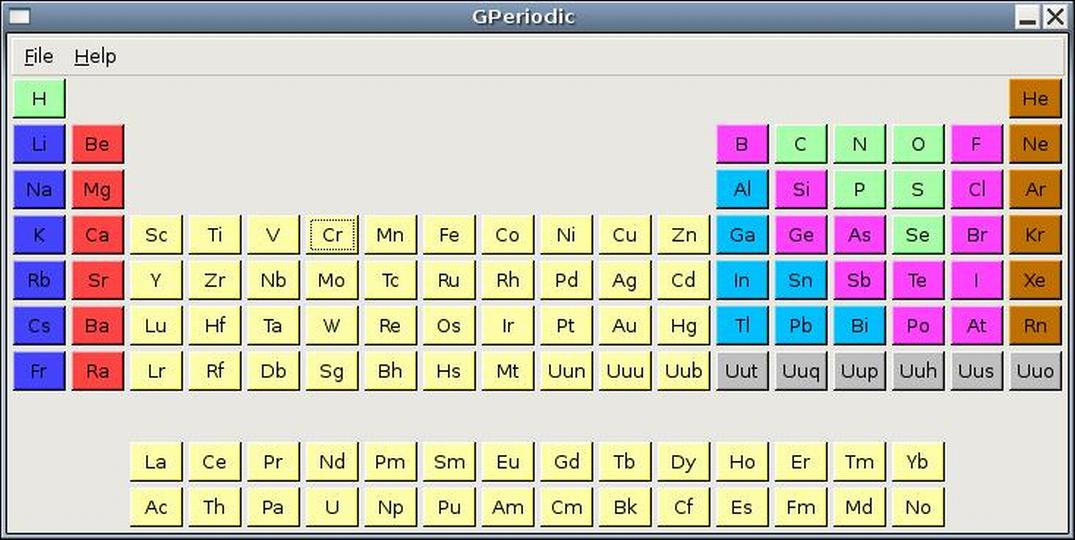 GPeriodic
File Help
H He
Li Be B C N O F Ne
Na Mg Al Si P S Cl Ar
K Ca Sc Ti V Cr Mn Fe Co Ni Cu Zn Ga Ge As Se Br Kr
Rb Sr Y Zr Nb Mo Tc Ru Rh Pd Ag Cd In Sn Sb Te I Xe
Cs Ba Lu Hf Ta W Re Os Ir Pt Au Hg Tl Pb Bi Po At Rn
Fr Ra Lr Rf Db Sg Bh Hs Mt Uun Uuu Uub Uut Uuq Uup Uuh Uus Uuo
La Ce Pr Nd Pm Sm Eu Gd Tb Dy Ho Er Tm Yb
Ac Th Pa U Np Pu Am Cm Bk Cf Es Fm Md No